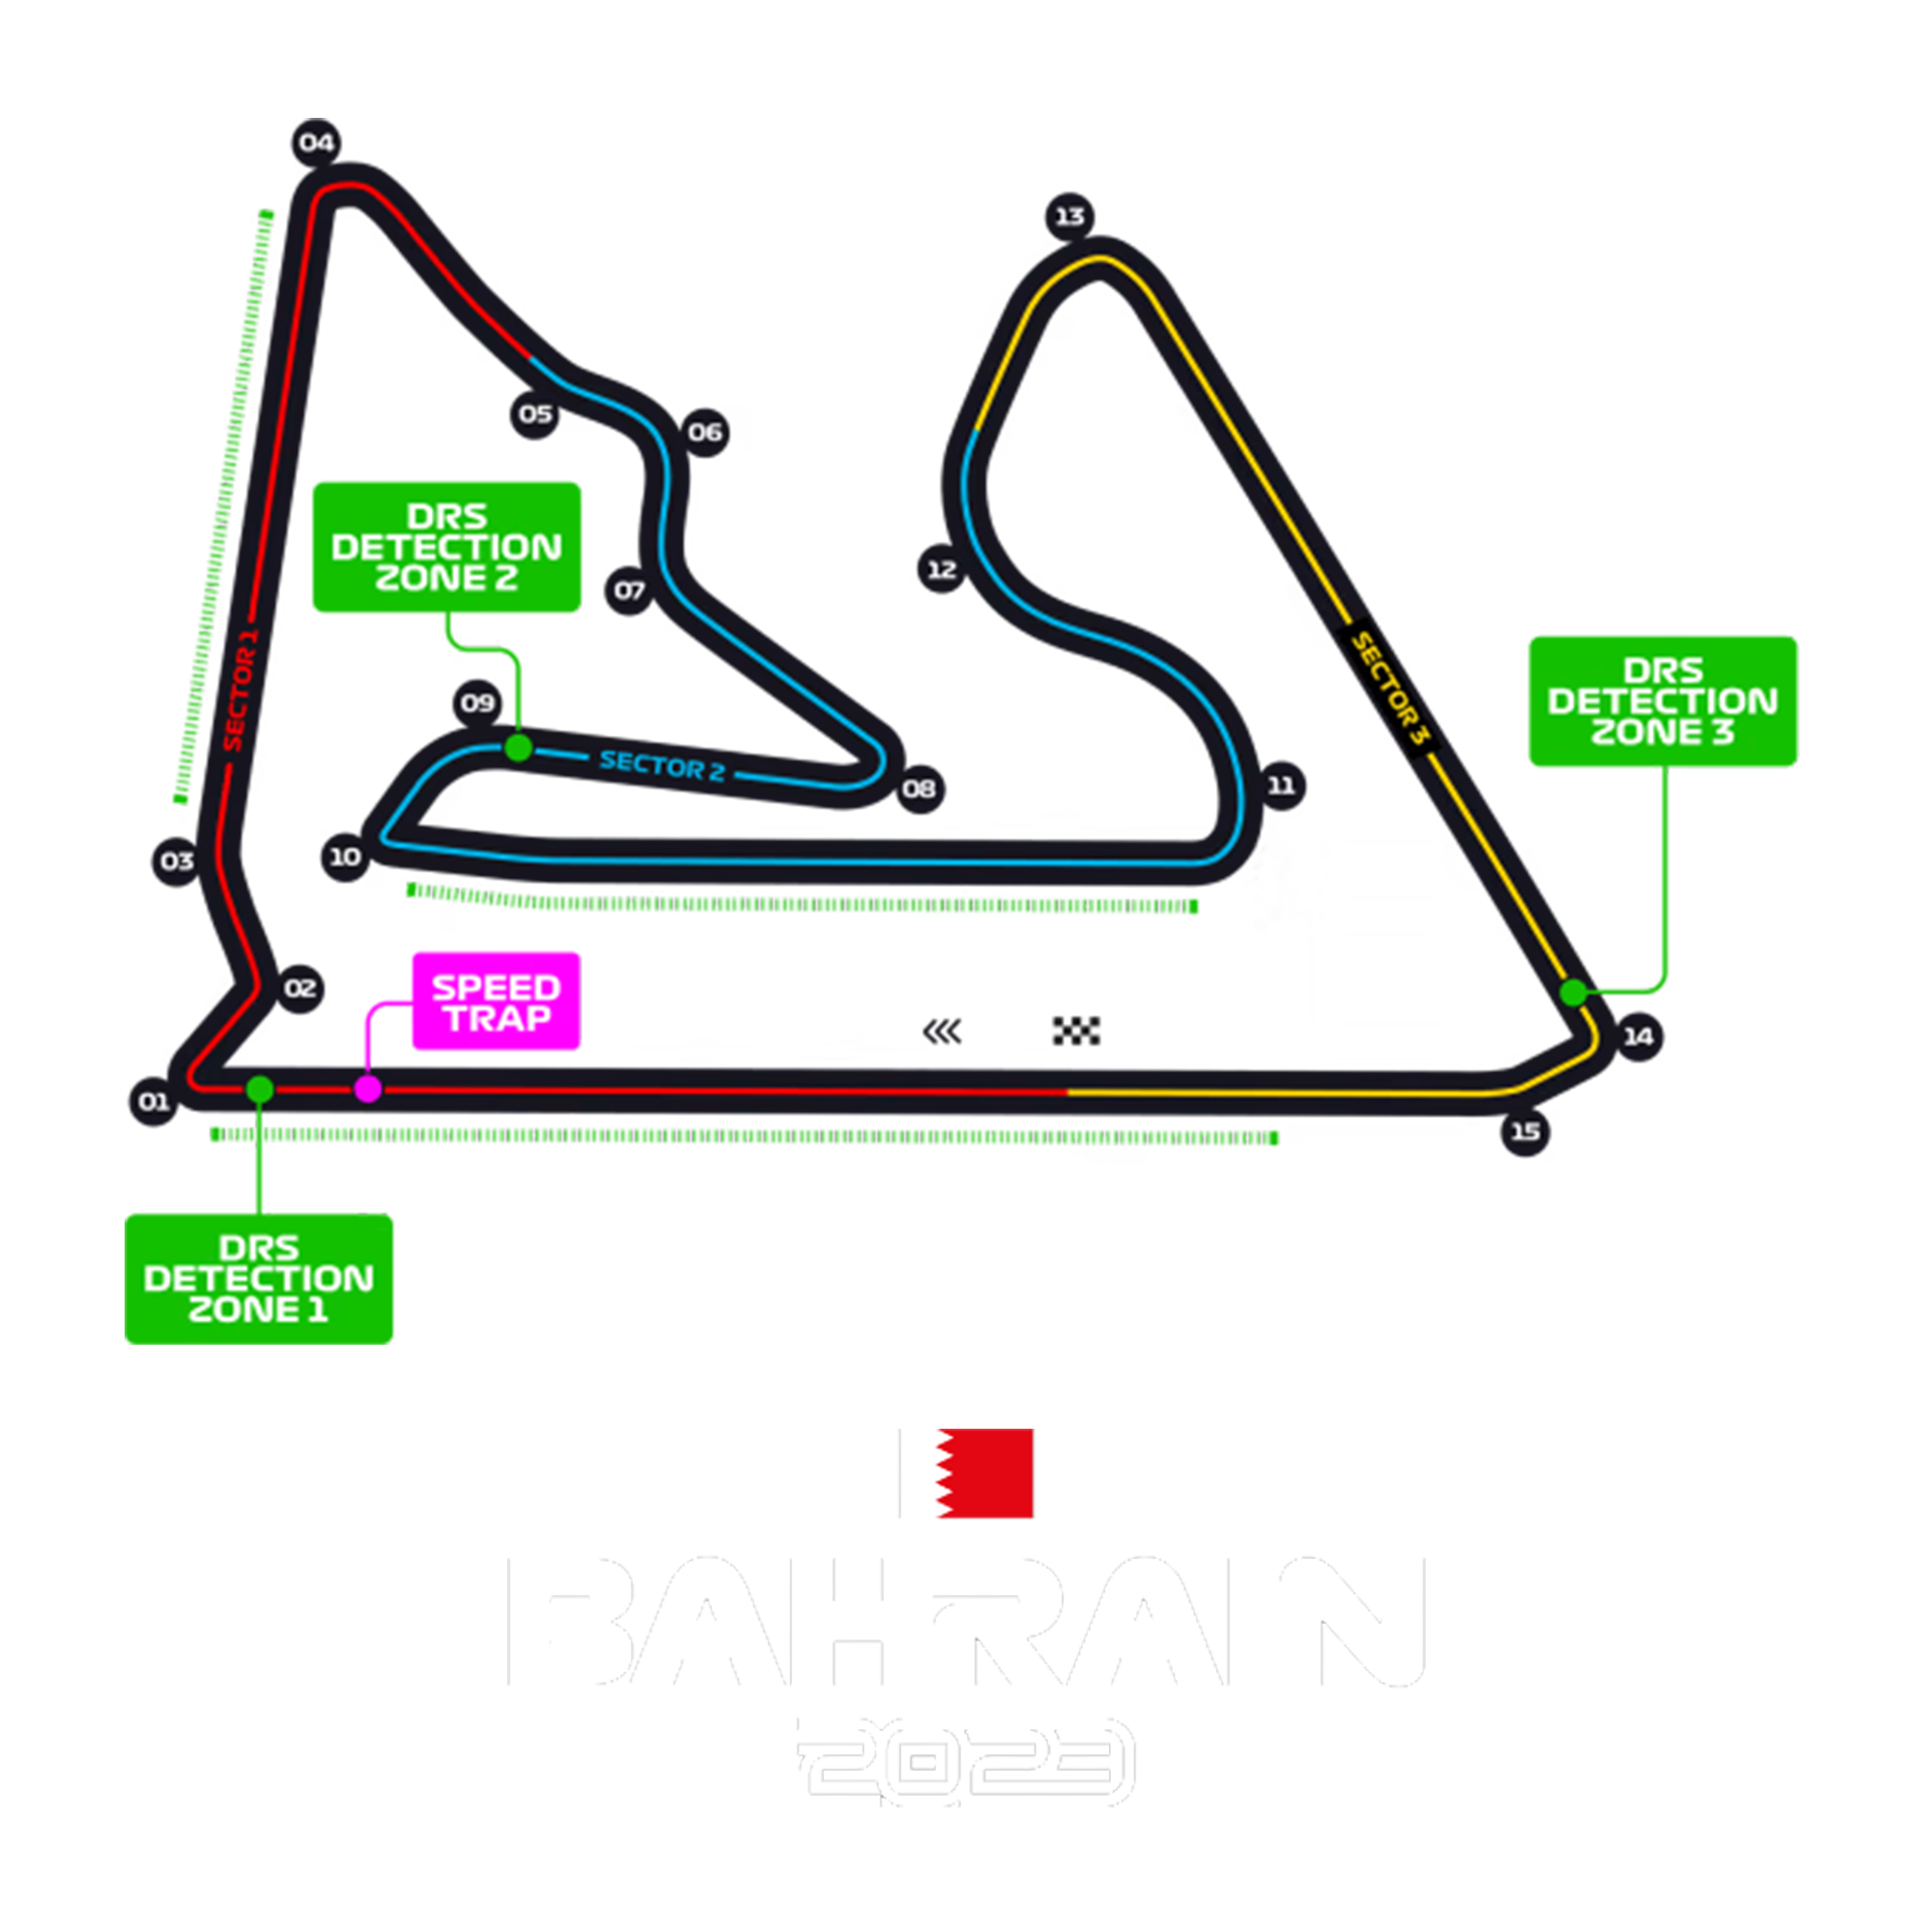 04
13
05
06
DRS
DETECTION
ZONE 2
12
07
SECTOR 1
SECTOR 3
DRS
DETECTION
ZONE 3
09
SECTOR 2
08
11
03
10
02
SPEED
TRAP
14
01
15
DRS
DETECTION
ZONE 1
BAHRAIN
2023